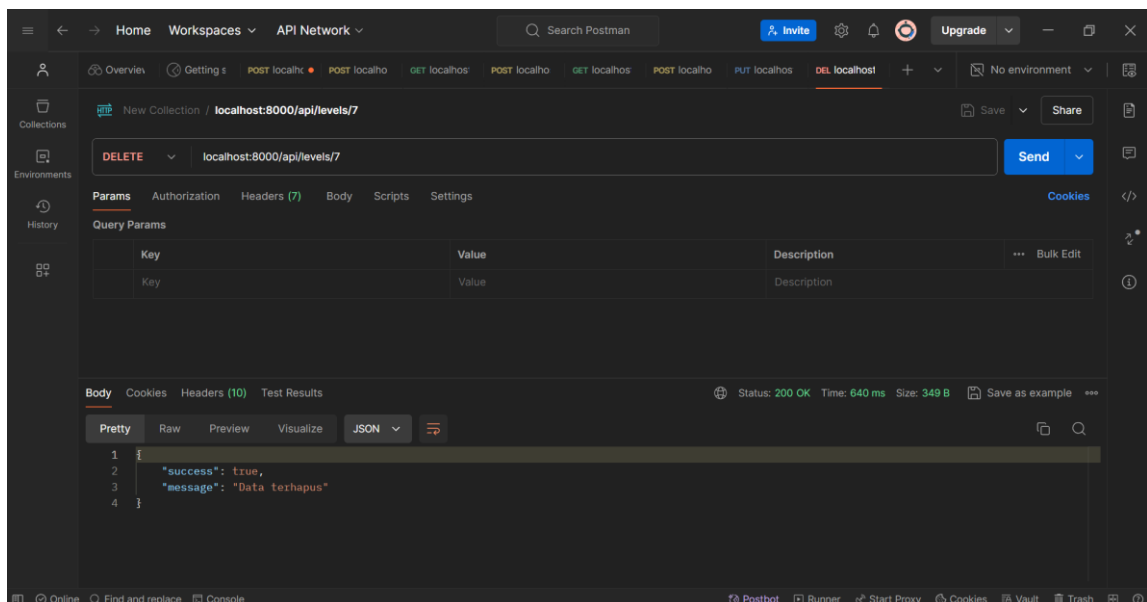 Home Workspaces API Network Search Postman Invite Upgrade
Overviev Getting s POST localhc POST localho GET localhos POST localho GET localhos POST localho PUT localhos DEL localhost No environment
New Collection / localhost:8000/api/levels/7 Save Share
Collections
DELETE localhost:8000/api/levels/7 Send
Environments
Params Authorization Headers (7) Body Scripts Settings Cookies
History
Query Params
Key Value Description ••• Bulk Edit
Key Value Description
Body Cookies Headers (10) Test Results Status: 200 OK Time: 640 ms Size: 349 B Save as example
Pretty Raw Preview Visualize JSON
1 {
2 "success": true,
3 "message": "Data terhapus"
4 }
Online Find and replace Console Postbot Runner Start Proxy Cookies Vault Trash